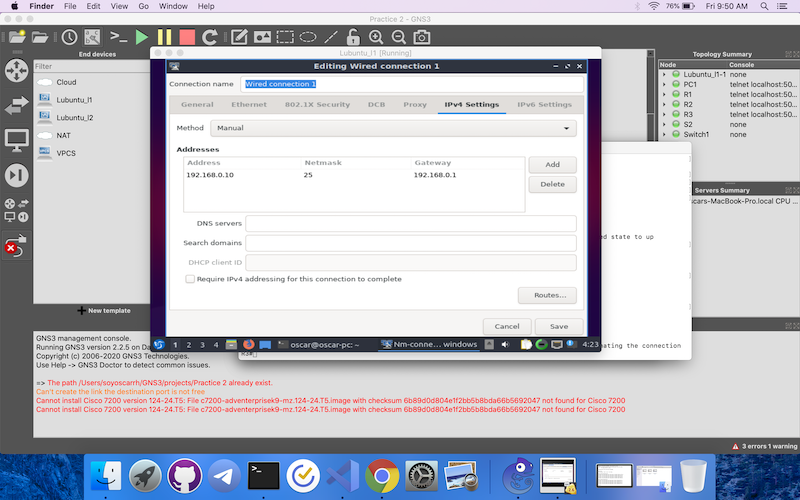 Finder File Edit View Go Window Help 76% Fri 9:50 AM
Practice 2 - GNS3
End devices
Filter
Cloud
Lubuntu_I1
Lubuntu_I2
NAT
VPCS
New template
Lubuntu_I1 [Running]
Editing Wired connection 1
Connection name Wired connection 1
General Ethernet 802.1X Security DCB Proxy IPv4 Settings IPv6 Settings
Method Manual
Addresses
Address Netmask Gateway
192.168.0.10 25 192.168.0.1
Add
Delete
DNS servers
Search domains
DHCP client ID
Require IPv4 addressing for this connection to complete
Routes...
Cancel Save
1 2 3 4 oscar@oscar-pc: ~ Nm-conne... windows 4:23
Topology Summary
Node Console
Lubuntu_I1-1 none
PC1 telnet localhost:50...
R1 telnet localhost:50...
R2 telnet localhost:50...
R3 telnet localhost:50...
S2 none
Switch1 none
Servers Summary
cars-MacBook-Pro.local CPU ...
ed state to up
eating the connection
R3#
GNS3 management console.
Running GNS3 version 2.2.5 on Da
Copyright (c) 2006-2020 GNS3 Technologies.
Use Help -> GNS3 Doctor to detect common issues.
=> The path /Users/soyoscarrh/GNS3/projects/Practice 2 already exist.
Can't create the link the destination port is not free
Cannot install Cisco 7200 version 124-24.T5: File c7200-adventerprisek9-mz.124-24.T5.image with checksum 6b89d0d804e1f2bb5b8bda66b5692047 not found for Cisco 7200
Cannot install Cisco 7200 version 124-24.T5: File c7200-adventerprisek9-mz.124-24.T5.image with checksum 6b89d0d804e1f2bb5b8bda66b5692047 not found for Cisco 7200
3 errors 1 warning